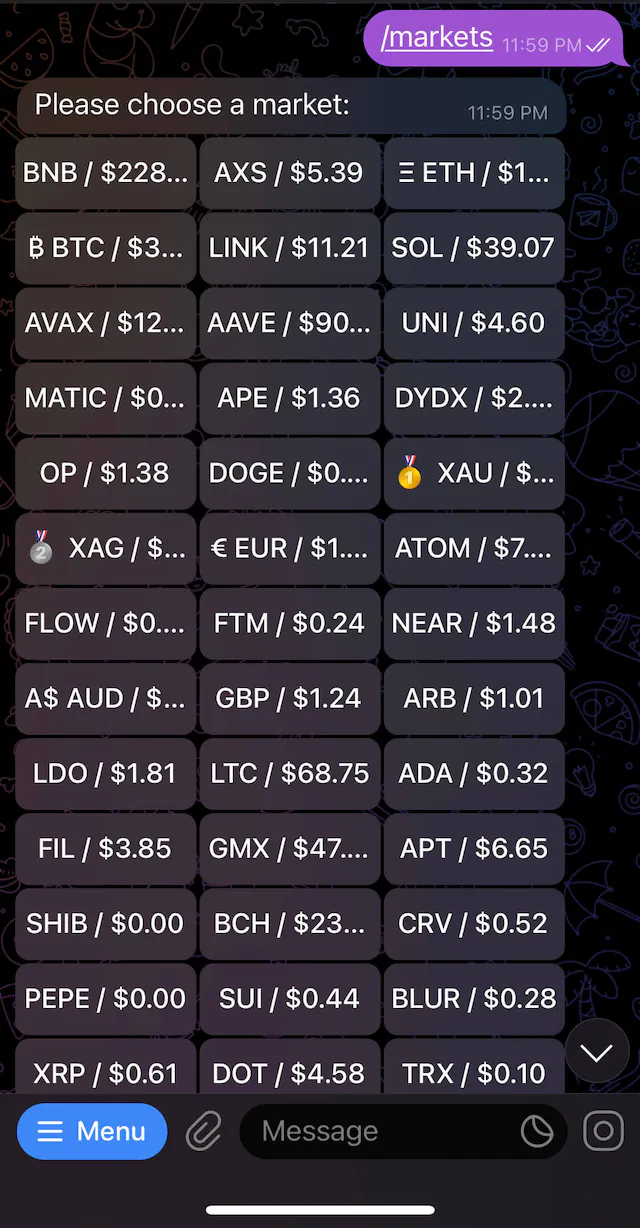 /markets 11:59 PM
Please choose a market:
11:59 PM
BNB / $228... AXS / $5.39 Ξ ETH / $1...
₿ BTC / $3... LINK / $11.21 SOL / $39.07
AVAX / $12... AAVE / $90... UNI / $4.60
MATIC / $0... APE / $1.36 DYDX / $2....
OP / $1.38 DOGE / $0.... 🥇 XAU / $...
🥈 XAG / $... € EUR / $1.... ATOM / $7....
FLOW / $0.... FTM / $0.24 NEAR / $1.48
A$ AUD / $... GBP / $1.24 ARB / $1.01
LDO / $1.81 LTC / $68.75 ADA / $0.32
FIL / $3.85 GMX / $47.... APT / $6.65
SHIB / $0.00 BCH / $23... CRV / $0.52
PEPE / $0.00 SUI / $0.44 BLUR / $0.28
XRP / $0.61 DOT / $4.58 TRX / $0.10
Menu Message